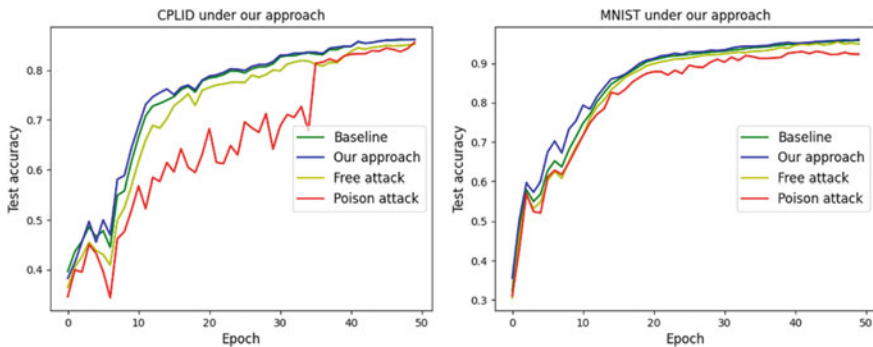 CPLID under our approach
Test accuracy
0.8
0.7
0.6
0.5
0.4
Baseline
Our approach
Free attack
Poison attack
0
10
20
30
40
50
Epoch
MNIST under our approach
Test accuracy
0.9
0.8
0.7
0.6
0.5
0.4
0.3
Baseline
Our approach
Free attack
Poison attack
0
10
20
30
40
50
Epoch